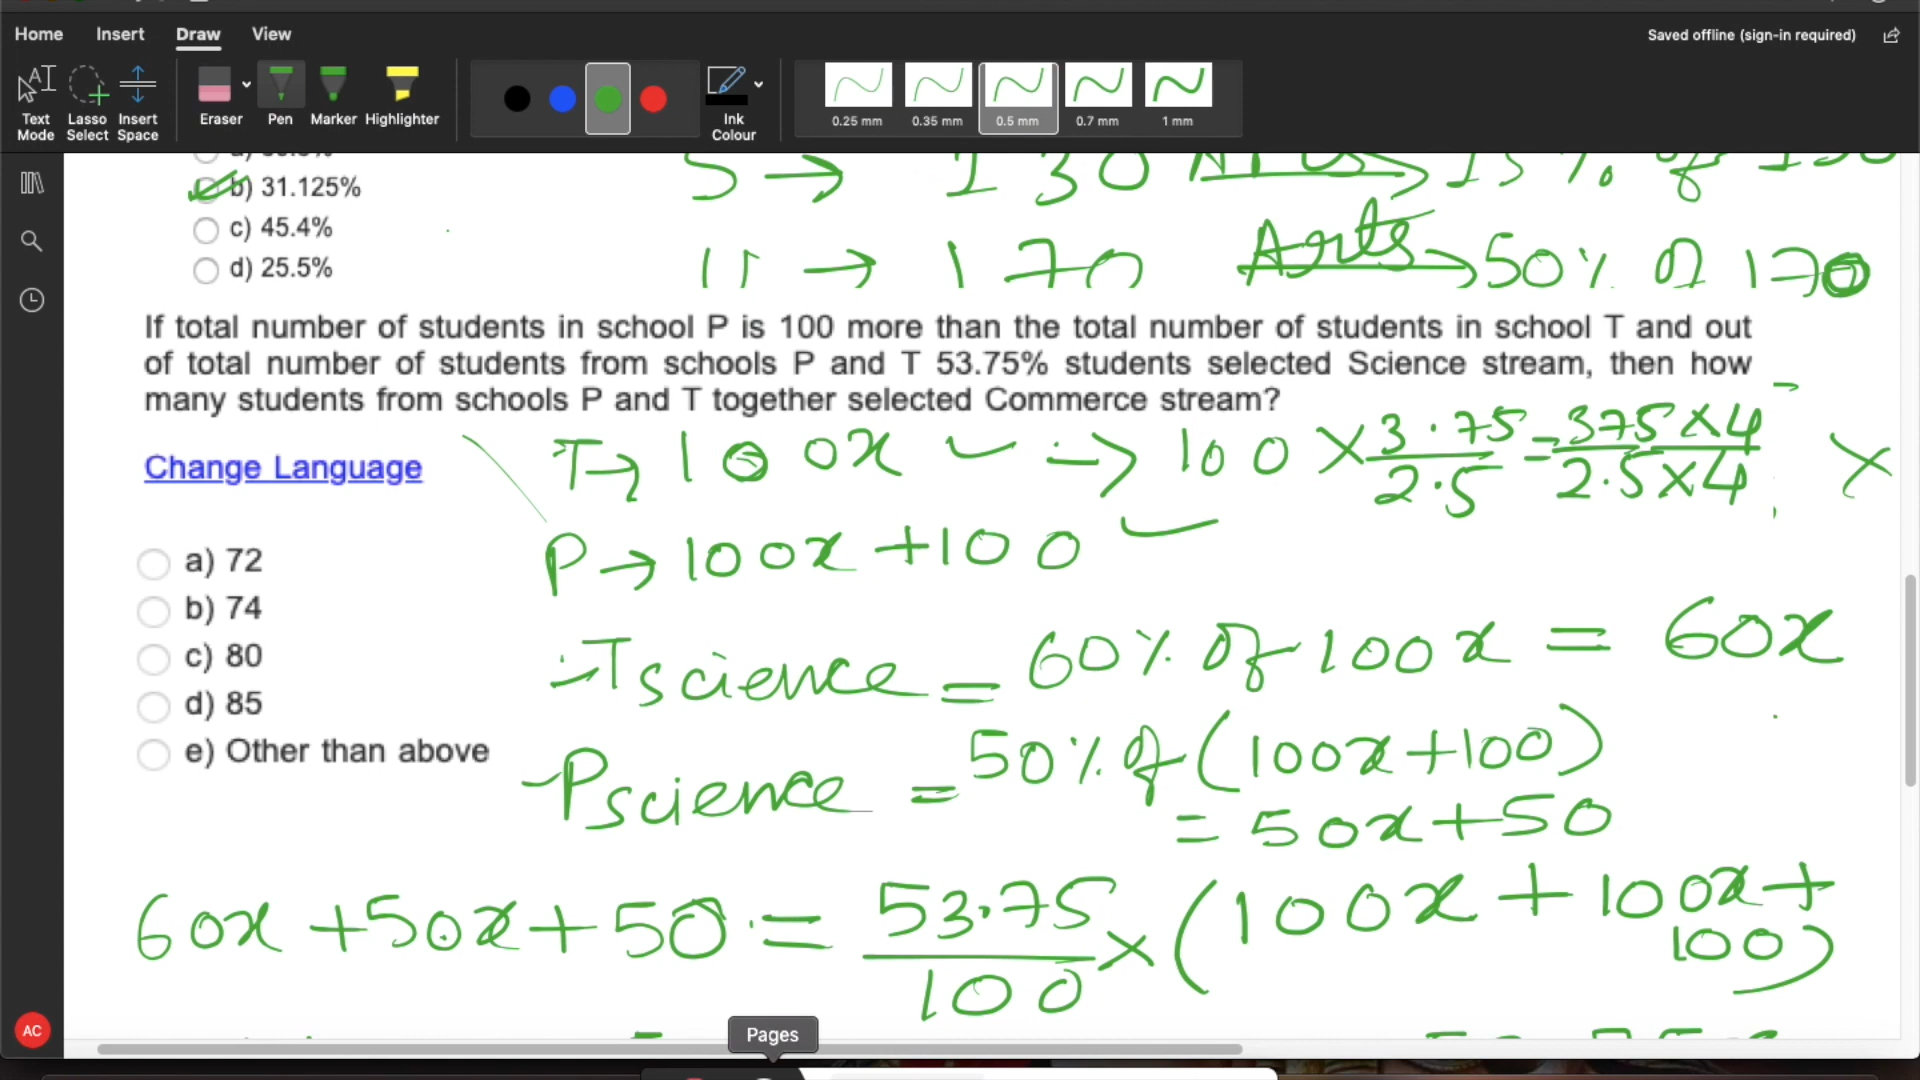 Home Insert Draw View Saved offline (sign-in required)
Text Mode Lasso Select Insert Space Eraser Pen Marker Highlighter Ink Colour 0.25 mm 0.35 mm 0.5 mm 0.7 mm 1 mm
S → 130 Arts → 15% of
b) 31.125%
c) 45.4%
d) 25.5%
→ 170 Arts → 50% of 170
If total number of students in school P is 100 more than the total number of students in school T and out
of total number of students from schools P and T 53.75% students selected Science stream, then how
many students from schools P and T together selected Commerce stream?
Change Language
T → 100x → 100 × 3.75/2.5 = 375×4/2.5×4 ×
P → 100x + 100
a) 72
b) 74
c) 80
d) 85
e) Other than above
T science = 60% of 100x = 60x
P science = 50% of (100x+100)
= 50x+50
60x + 50x + 50 = 53.75/100 × (100x + 100x +
100)
AC
Pages